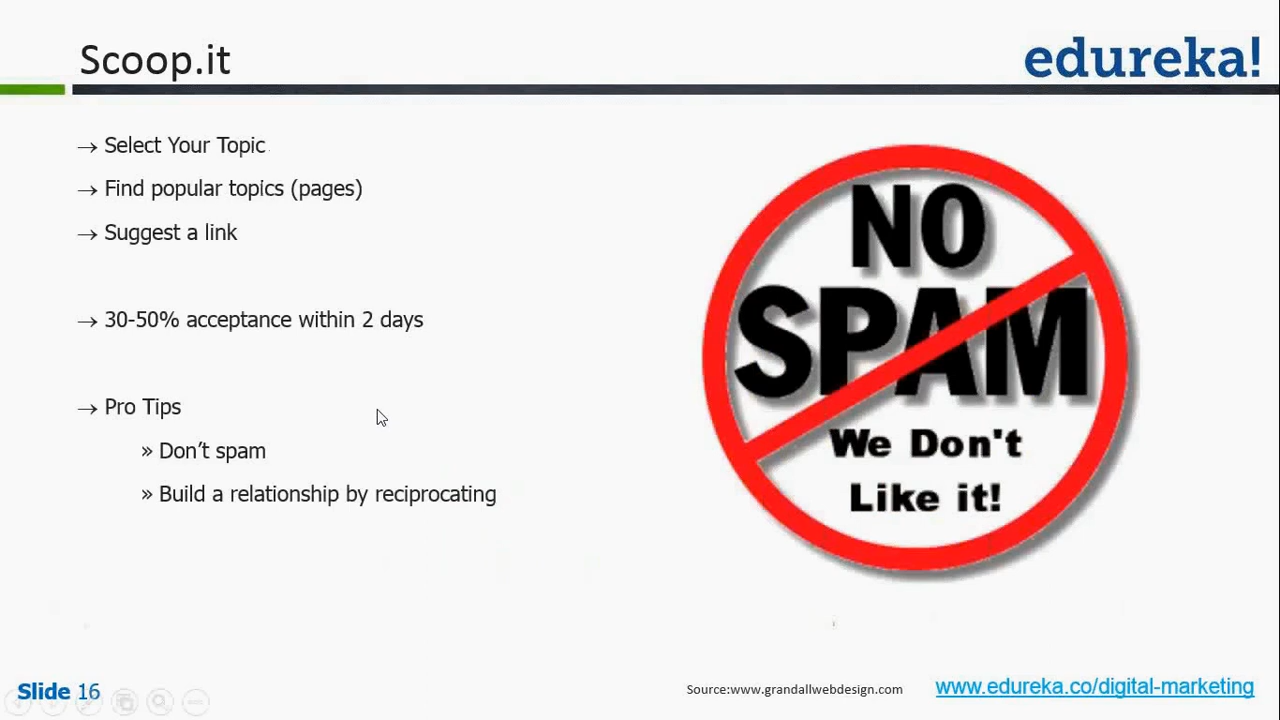 Scoop.it
edureka!
→ Select Your Topic
→ Find popular topics (pages)
→ Suggest a link
→ 30-50% acceptance within 2 days
→ Pro Tips
» Don’t spam
» Build a relationship by reciprocating
NO
SPAM
We Don't
Like it!
Slide 16
Source:www.grandallwebdesign.com
www.edureka.co/digital-marketing